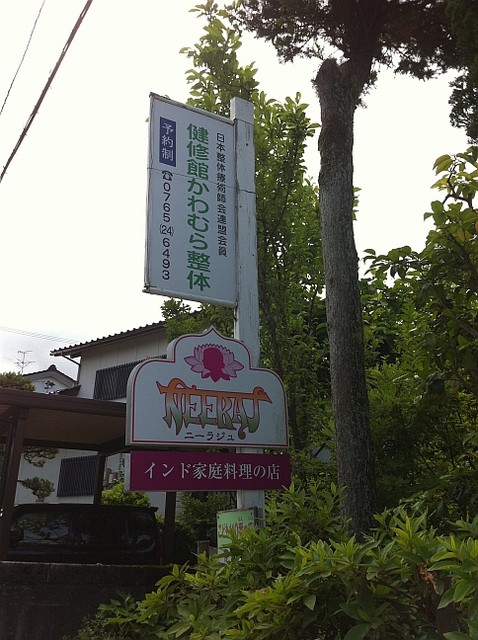 日本整体療術師会連盟会員
健修館かわむら整体
予約制
☎0765(24)6493
NEERAJ
ニーラジュ
インド家庭料理の店